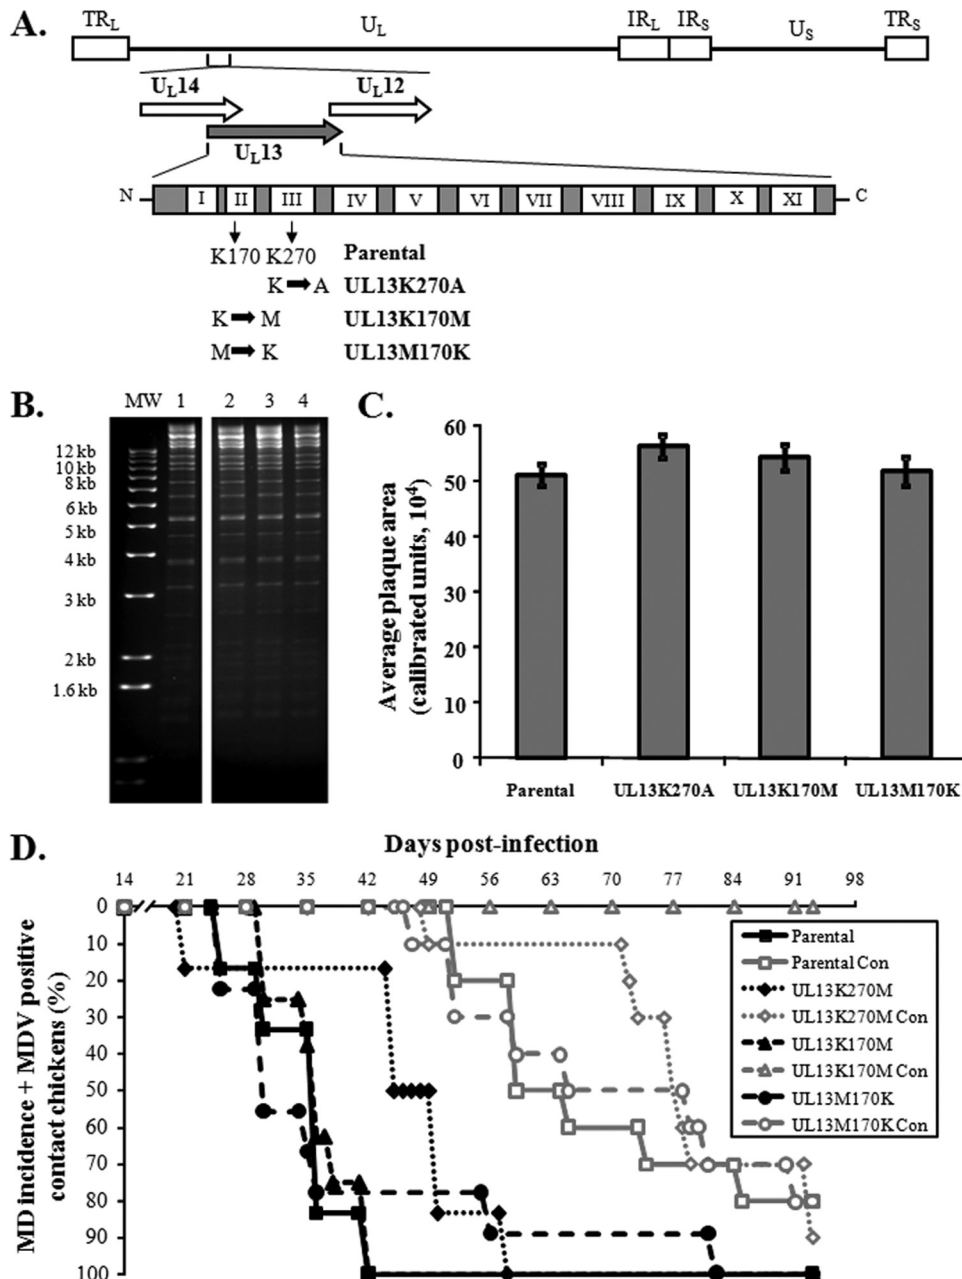 A.
TRL UL IRL IRS US TRS
UL14 UL12
UL13
N I II III IV V VI VII VIII IX X XI C
K170 K270 Parental
K A UL13K270A
K M UL13K170M
M K UL13M170K
B.
MW 1 2 3 4
12 kb
10 kb
8 kb
6 kb
5 kb
4 kb
3 kb
2 kb
1.6 kb
C.
Average plaque area
(calibrated units, 10⁴)
60
50
40
30
20
10
0
Parental UL13K270A UL13K170M UL13M170K
D.
Days post-infection
14 21 28 35 42 49 56 63 70 77 84 91 98
MD incidence + MDV positive
contact chickens (%)
0
10
20
30
40
50
60
70
80
90
100
Parental
Parental Con
UL13K270M
UL13K270M Con
UL13K170M
UL13K170M Con
UL13M170K
UL13M170K Con